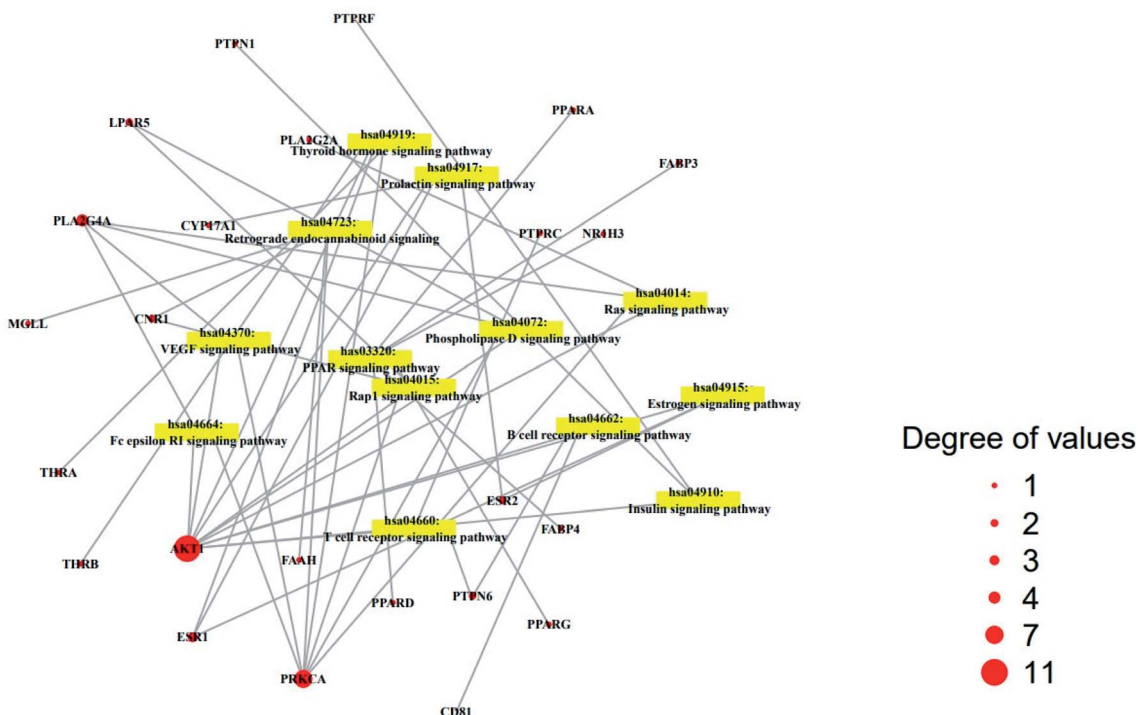 PTPRF
PTPN1
PPARA
LPAR5
hsa04919:
PLA2G2A
Thyroid hormone signaling pathway
FABP3
hsa04917:
Prolactin signaling pathway
PLA2G4A
CYP17A1
hsa04723:
Retrograde endocannabinoid signaling
PTPRC
NR1H3
hsa04014:
Ras signaling pathway
MGLL
CNR1
hsa04072:
Phospholipase D signaling pathway
hsa04370:
VEGF signaling pathway
has03320:
PPAR signaling pathway
hsa04015:
Rap1 signaling pathway
hsa04915:
Estrogen signaling pathway
hsa04664:
Fc epsilon RI signaling pathway
hsa04662:
B cell receptor signaling pathway
THRA
hsa04910:
Insulin signaling pathway
ESR2
hsa04660:
T cell receptor signaling pathway
FABP4
AKT1
THRB
FAAH
PPARD
PTPN6
PPARG
ESR1
PRKCA
CD81
Degree of values
1
2
3
4
7
11